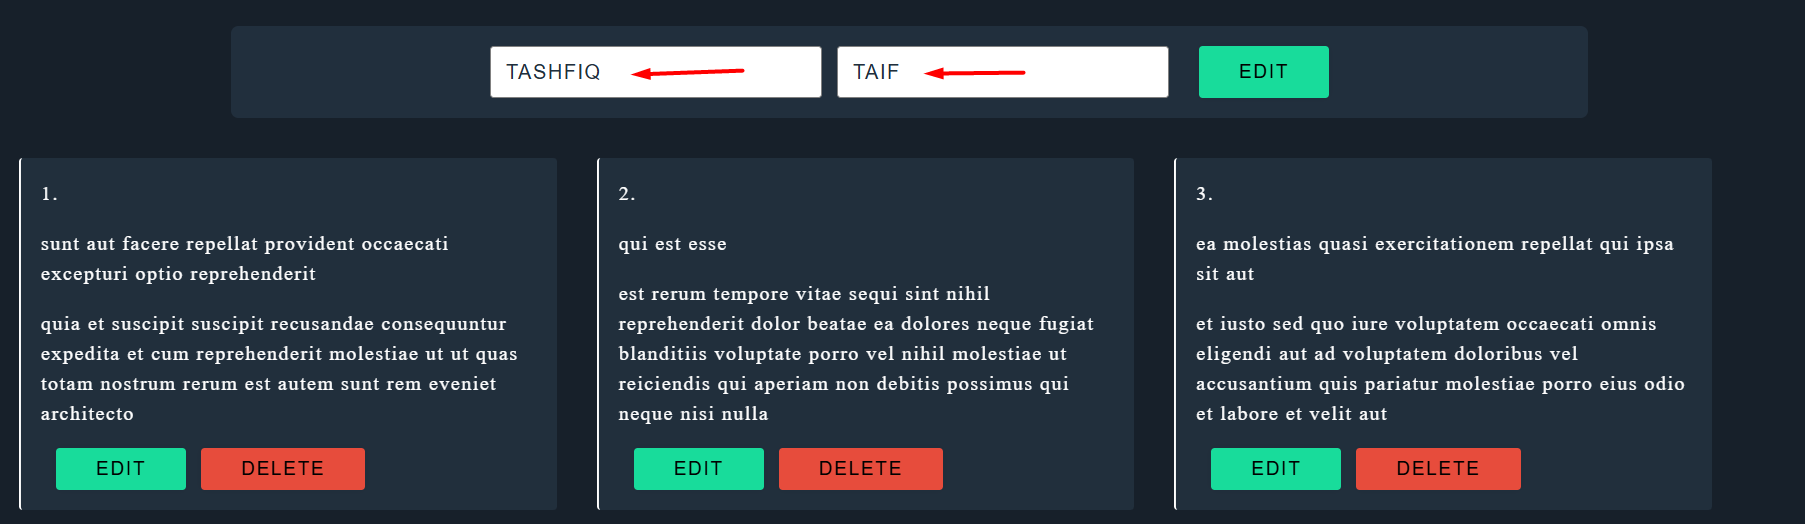 TASHFIQ TAIF EDIT
1.
sunt aut facere repellat provident occaecati
excepturi optio reprehenderit
quia et suscipit suscipit recusandae consequuntur
expedita et cum reprehenderit molestiae ut ut quas
totam nostrum rerum est autem sunt rem eveniet
architecto
EDIT DELETE
2.
qui est esse
est rerum tempore vitae sequi sint nihil
reprehenderit dolor beatae ea dolores neque fugiat
blanditiis voluptate porro vel nihil molestiae ut
reiciendis qui aperiam non debitis possimus qui
neque nisi nulla
EDIT DELETE
3.
ea molestias quasi exercitationem repellat qui ipsa
sit aut
et iusto sed quo iure voluptatem occaecati omnis
eligendi aut ad voluptatem doloribus vel
accusantium quis pariatur molestiae porro eius odio
et labore et velit aut
EDIT DELETE